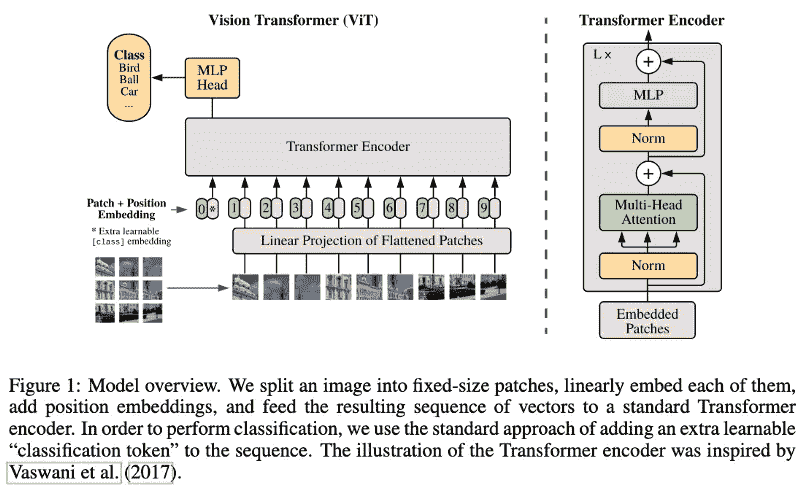 Vision Transformer (ViT)
Class
Bird
Ball
Car
...
MLP
Head
Transformer Encoder
Patch + Position
Embedding
0 * 1 2 3 4 5 6 7 8 9
* Extra learnable
[class] embedding
Linear Projection of Flattened Patches
Transformer Encoder
L x
+
MLP
Norm
+
Multi-Head
Attention
Norm
Embedded
Patches
Figure 1: Model overview. We split an image into fixed-size patches, linearly embed each of them,
add position embeddings, and feed the resulting sequence of vectors to a standard Transformer
encoder. In order to perform classification, we use the standard approach of adding an extra learnable
“classification token” to the sequence. The illustration of the Transformer encoder was inspired by
Vaswani et al. (2017).